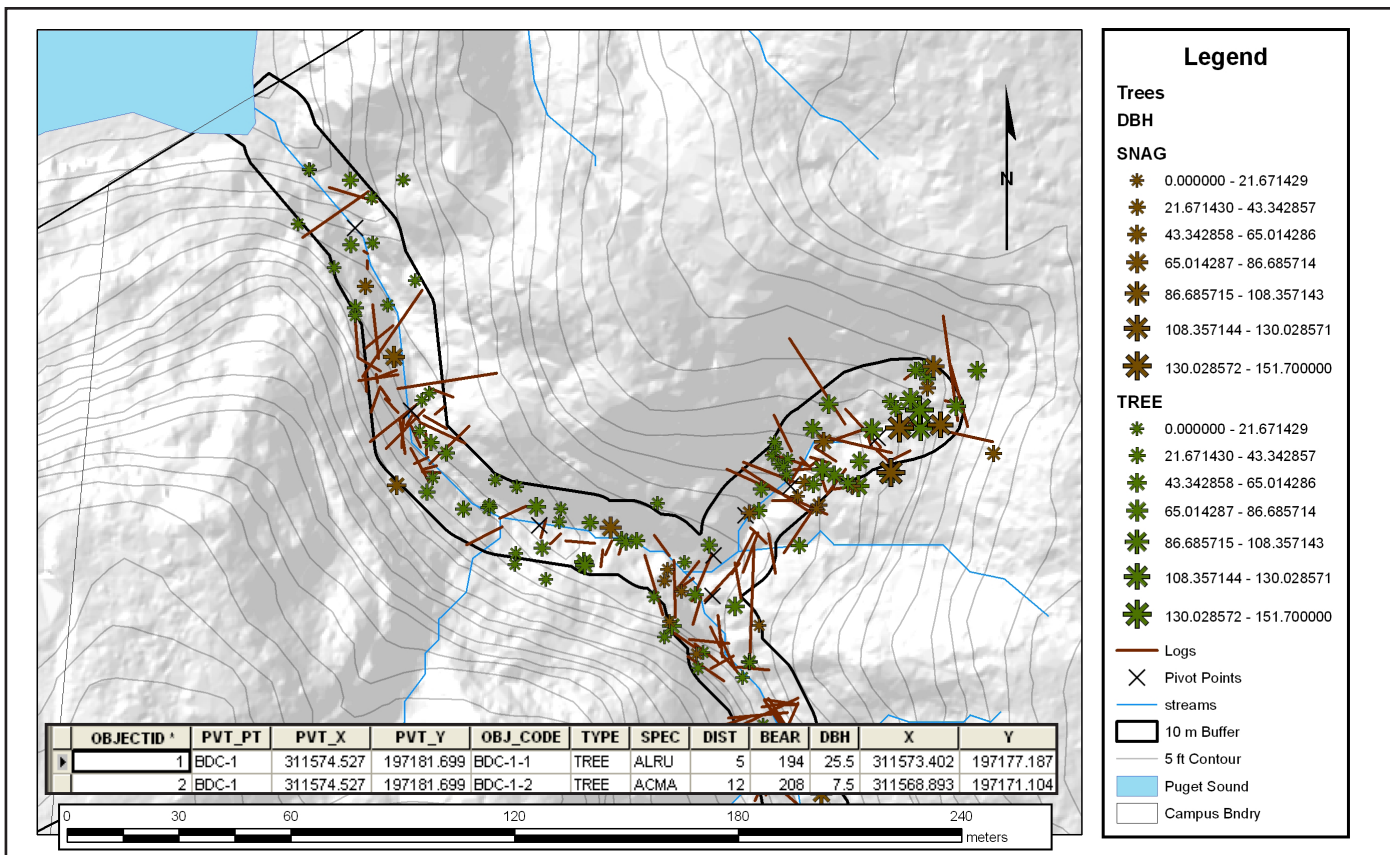 N
Legend
Trees
DBH
SNAG
0.000000 - 21.671429
21.671430 - 43.342857
43.342858 - 65.014286
65.014287 - 86.685714
86.685715 - 108.357143
108.357144 - 130.028571
130.028572 - 151.700000
TREE
0.000000 - 21.671429
21.671430 - 43.342857
43.342858 - 65.014286
65.014287 - 86.685714
86.685715 - 108.357143
108.357144 - 130.028571
130.028572 - 151.700000
Logs
Pivot Points
streams
10 m Buffer
5 ft Contour
Puget Sound
Campus Bndry
OBJECTID * PVT_PT PVT_X PVT_Y OBJ_CODE TYPE SPEC DIST BEAR DBH X Y
1 BDC-1 311574.527 197181.699 BDC-1-1 TREE ALRU 5 194 25.5 311573.402 197177.187
2 BDC-1 311574.527 197181.699 BDC-1-2 TREE ACMA 12 208 7.5 311568.893 197171.104
0 30 60 120 180 240
meters